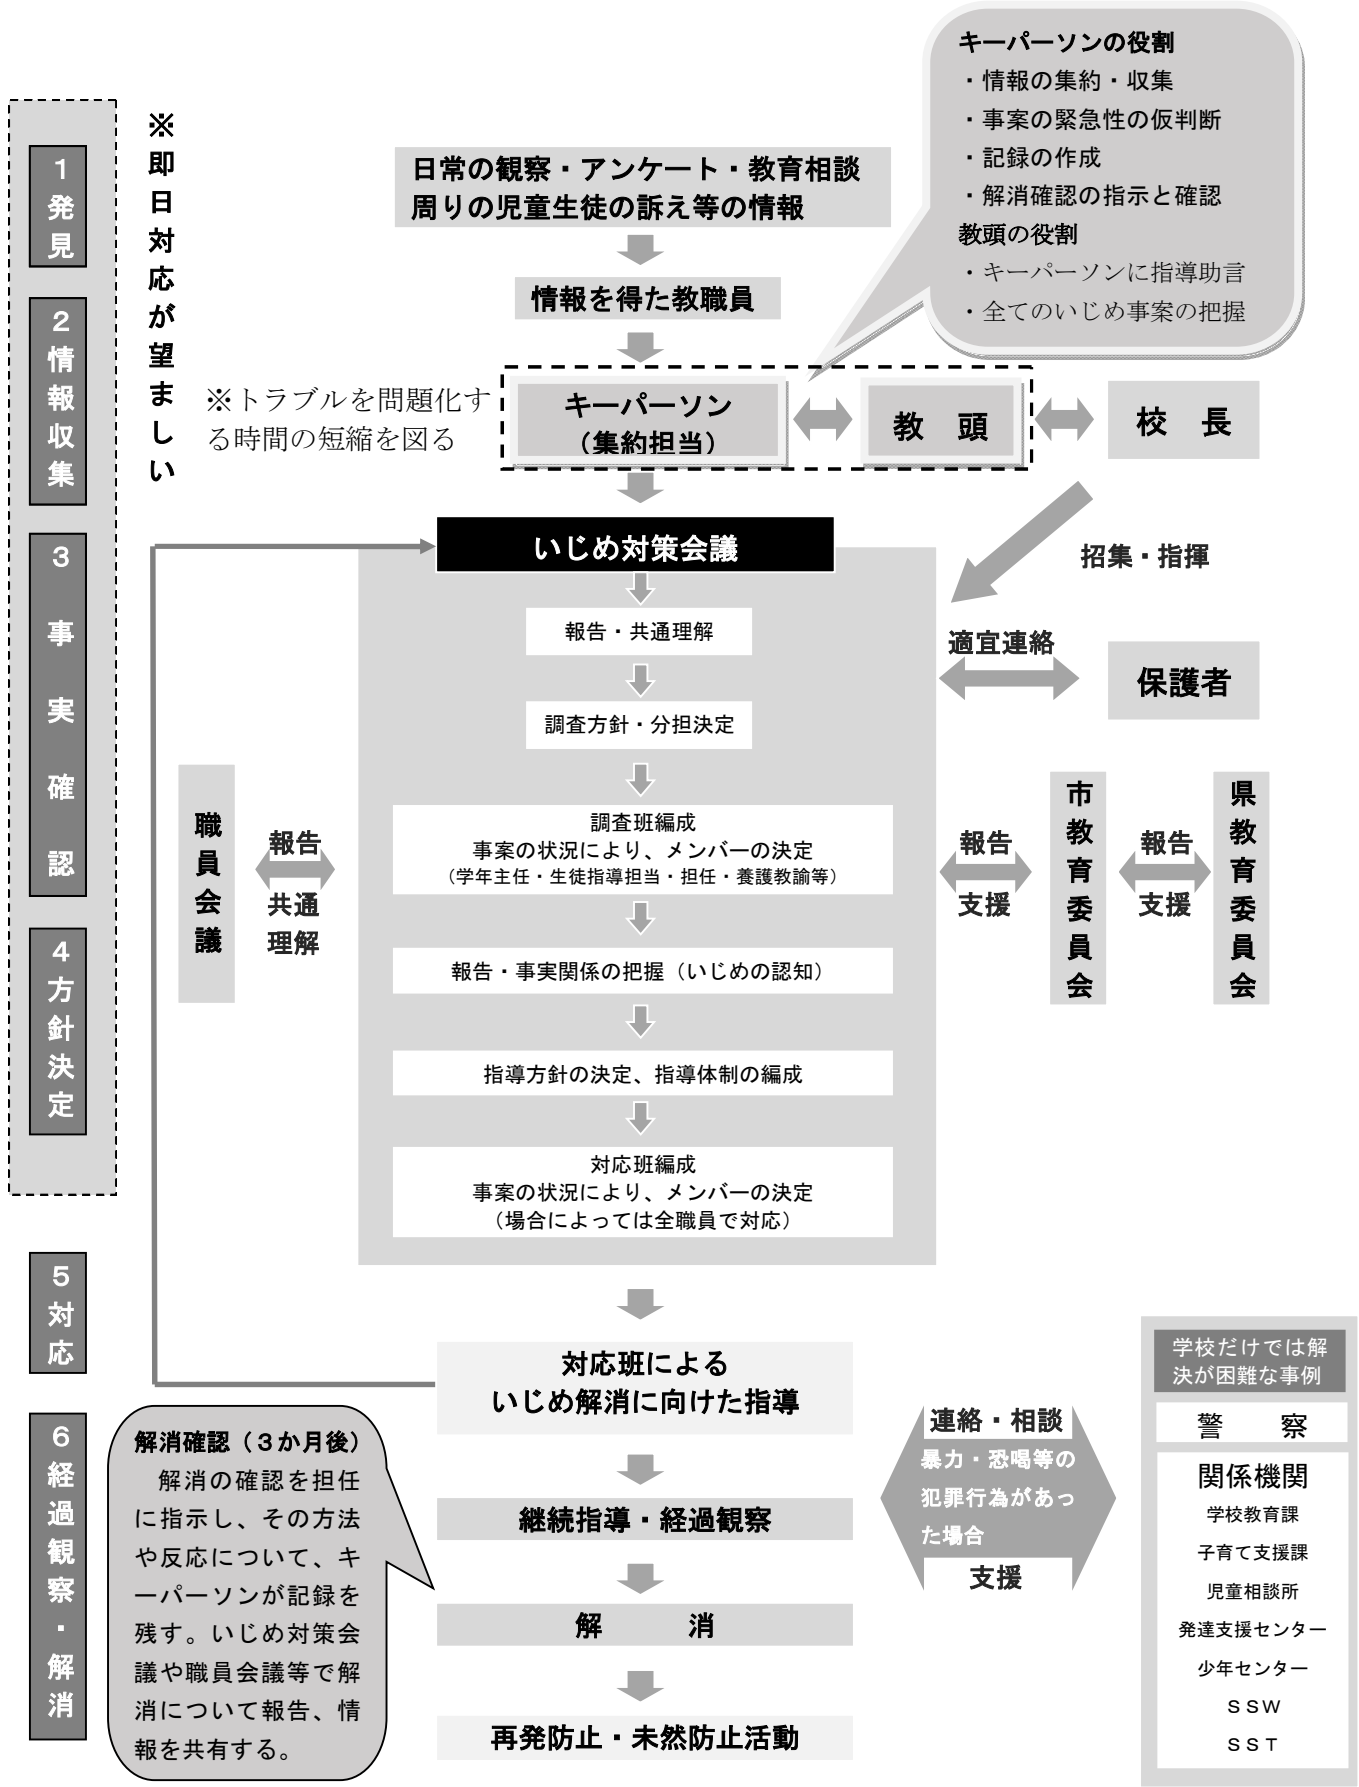 キーパーソンの役割
・情報の集約・収集
・事案の緊急性の仮判断
・記録の作成
・解消確認の指示と確認
教頭の役割
・キーパーソンに指導助言
・全てのいじめ事案の把握
1発見
2情報収集
3事実確認
4方針決定
5対応
6経過観察・解消
※即日対応が望ましい
日常の観察・アンケート・教育相談
周りの児童生徒の訴え等の情報
情報を得た教職員
※トラブルを問題化す
る時間の短縮を図る
キーパーソン
（集約担当）
教　頭
校　長
いじめ対策会議
招集・指揮
報告・共通理解
適宜連絡
保護者
調査方針・分担決定
職員会議
報告
共通
理解
調査班編成
事案の状況により、メンバーの決定
（学年主任・生徒指導担当・担任・養護教諭等）
報告
支援
市教育委員会
報告
支援
県教育委員会
報告・事実関係の把握（いじめの認知）
指導方針の決定、指導体制の編成
対応班編成
事案の状況により、メンバーの決定
（場合によっては全職員で対応）
対応班による
いじめ解消に向けた指導
継続指導・経過観察
解　　　消
再発防止・未然防止活動
解消確認（３か月後）
　解消の確認を担任
に指示し、その方法
や反応について、キ
ーパーソンが記録を
残す。いじめ対策会
議や職員会議等で解
消について報告、情
報を共有する。
連絡・相談
暴力・恐喝等の
犯罪行為があっ
た場合
支援
学校だけでは解
決が困難な事例
警　　察
関係機関
学校教育課
子育て支援課
児童相談所
発達支援センター
少年センター
ＳＳＷ
ＳＳＴ